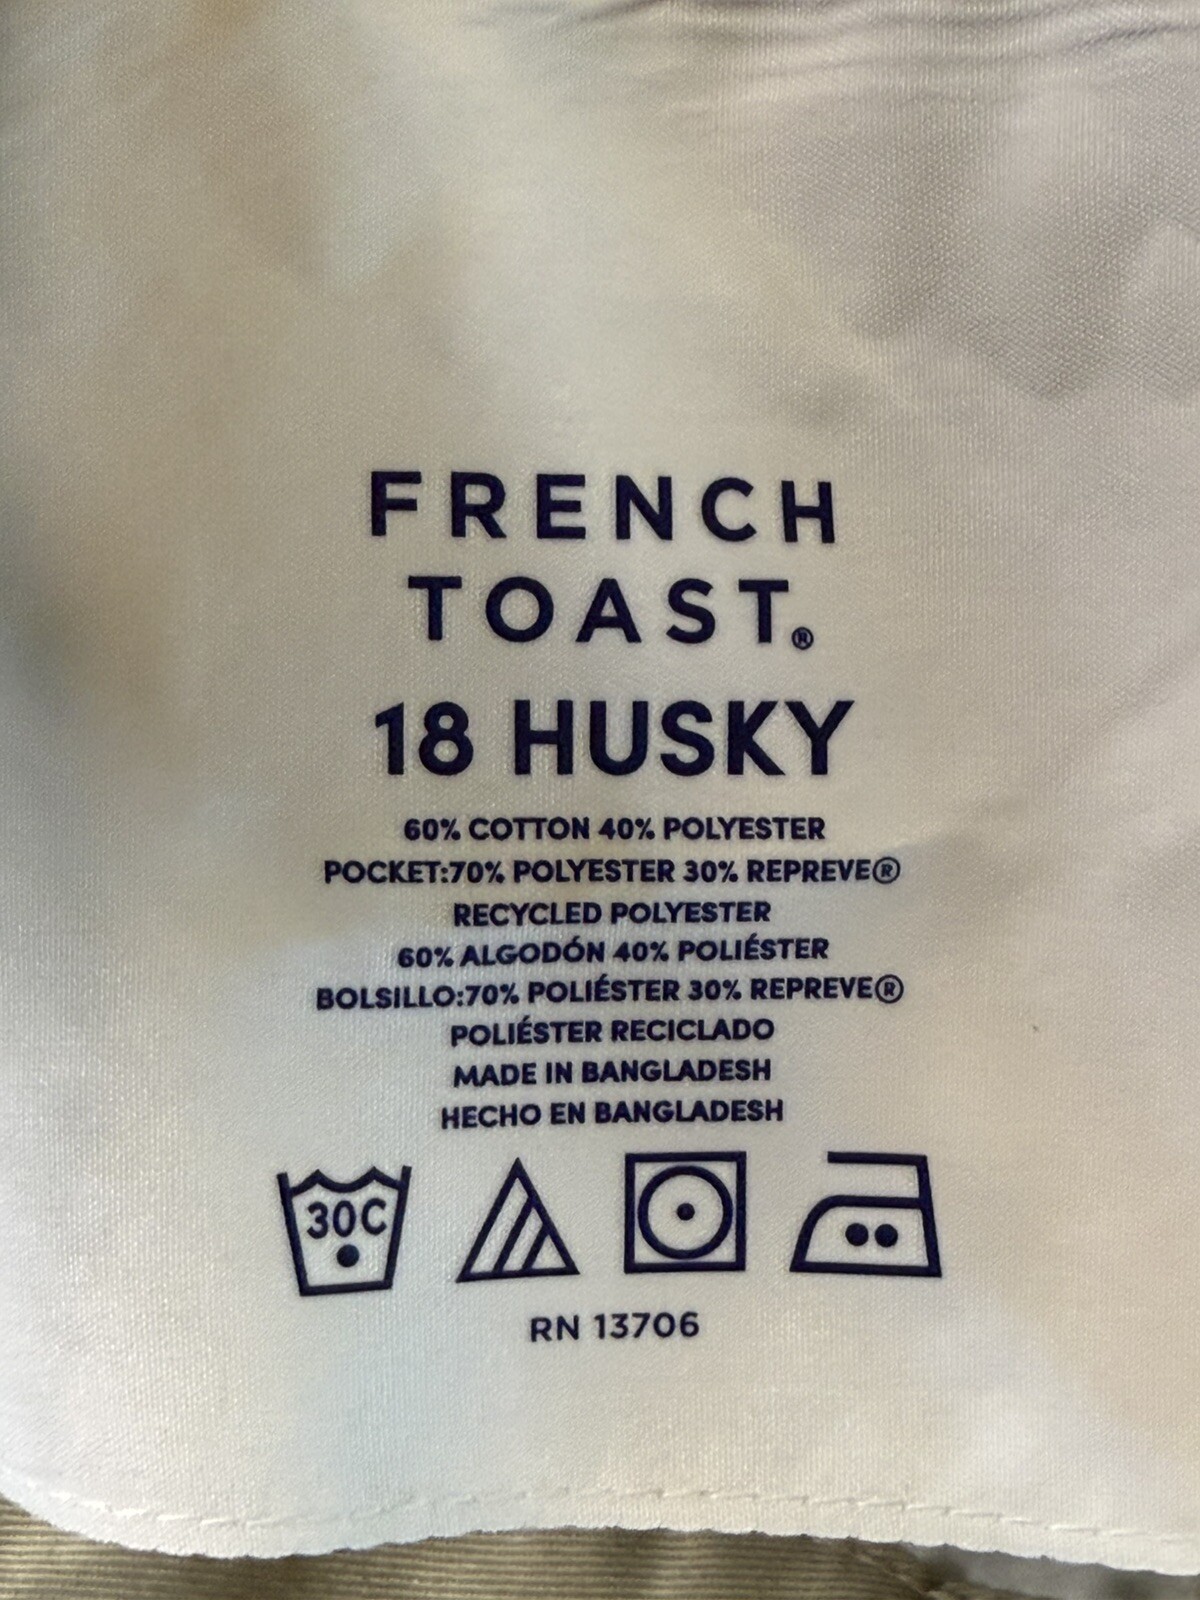 FRENCH
TOAST®
18 HUSKY
60% COTTON 40% POLYESTER
POCKET:70% POLYESTER 30% REPREVE®
RECYCLED POLYESTER
60% ALGODÓN 40% POLIÉSTER
BOLSILLO:70% POLIÉSTER 30% REPREVE®
POLIÉSTER RECICLADO
MADE IN BANGLADESH
HECHO EN BANGLADESH
30C
RN 13706